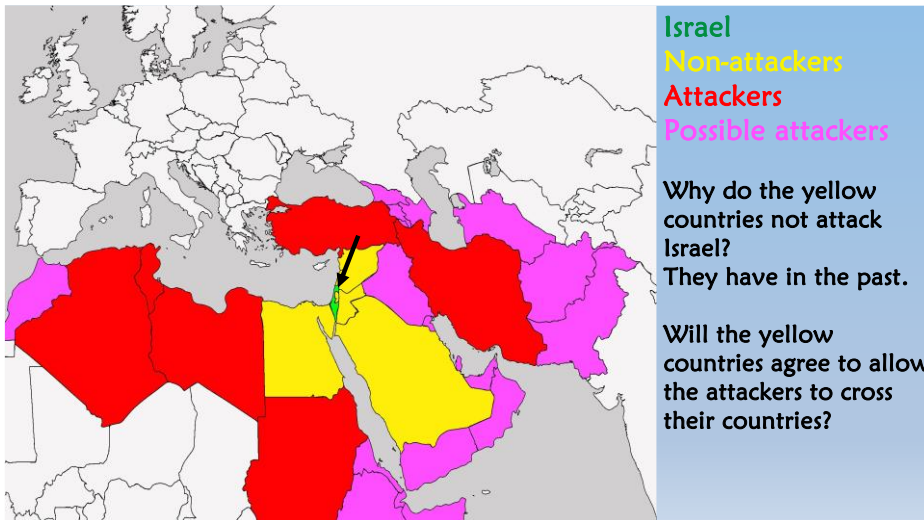 Israel
Non-attackers
Attackers
Possible attackers
Why do the yellow
countries not attack
Israel?
They have in the past.
Will the yellow
countries agree to allow
the attackers to cross
their countries?